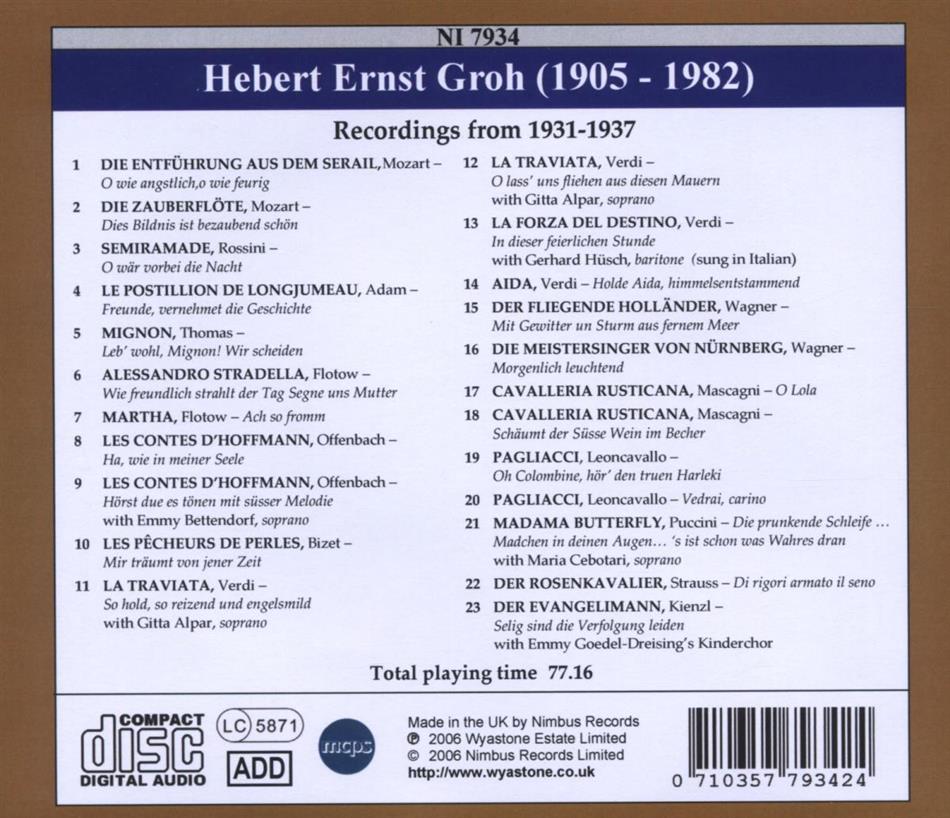 NI 7934
Hebert Ernst Groh (1905 - 1982)
Recordings from 1931-1937
1 DIE ENTFÜHRUNG AUS DEM SERAIL,Mozart –
O wie angstlich,o wie feurig
2 DIE ZAUBERFLÖTE, Mozart –
Dies Bildnis ist bezaubend schön
3 SEMIRAMADE, Rossini –
O wär vorbei die Nacht
4 LE POSTILLION DE LONGJUMEAU, Adam –
Freunde, vernehmet die Geschichte
5 MIGNON, Thomas –
Leb' wohl, Mignon! Wir scheiden
6 ALESSANDRO STRADELLA, Flotow –
Wie freundlich strahlt der Tag Segne uns Mutter
7 MARTHA, Flotow – Ach so fromm
8 LES CONTES D'HOFFMANN, Offenbach –
Ha, wie in meiner Seele
9 LES CONTES D'HOFFMANN, Offenbach –
Hörst due es tönen mit süsser Melodie
with Emmy Bettendorf, soprano
10 LES PÊCHEURS DE PERLES, Bizet –
Mir träumt von jener Zeit
11 LA TRAVIATA, Verdi –
So hold, so reizend und engelsmild
with Gitta Alpar, soprano
12 LA TRAVIATA, Verdi –
O lass' uns fliehen aus diesen Mauern
with Gitta Alpar, soprano
13 LA FORZA DEL DESTINO, Verdi –
In dieser feierlichen Stunde
with Gerhard Hüsch, baritone (sung in Italian)
14 AIDA, Verdi – Holde Aida, himmelsentstammend
15 DER FLIEGENDE HOLLÄNDER, Wagner –
Mit Gewitter un Sturm aus fernem Meer
16 DIE MEISTERSINGER VON NÜRNBERG, Wagner –
Morgenlich leuchtend
17 CAVALLERIA RUSTICANA, Mascagni – O Lola
18 CAVALLERIA RUSTICANA, Mascagni –
Schäumt der Süsse Wein im Becher
19 PAGLIACCI, Leoncavallo –
Oh Colombine, hör' den truen Harleki
20 PAGLIACCI, Leoncavallo – Vedrai, carino
21 MADAMA BUTTERFLY, Puccini – Die prunkende Schleife ...
Madchen in deinen Augen... 's ist schon was Wahres dran
with Maria Cebotari, soprano
22 DER ROSENKAVALIER, Strauss – Di rigori armato il seno
23 DER EVANGELIMANN, Kienzl –
Selig sind die Verfolgung leiden
with Emmy Goedel-Dreising's Kinderchor
Total playing time 77.16
COMPACT
disc
DIGITAL AUDIO
LC 5871
ADD
mcps
Made in the UK by Nimbus Records
℗ 2006 Wyastone Estate Limited
© 2006 Nimbus Records Limited
http://www.wyastone.co.uk
0 710357 793424